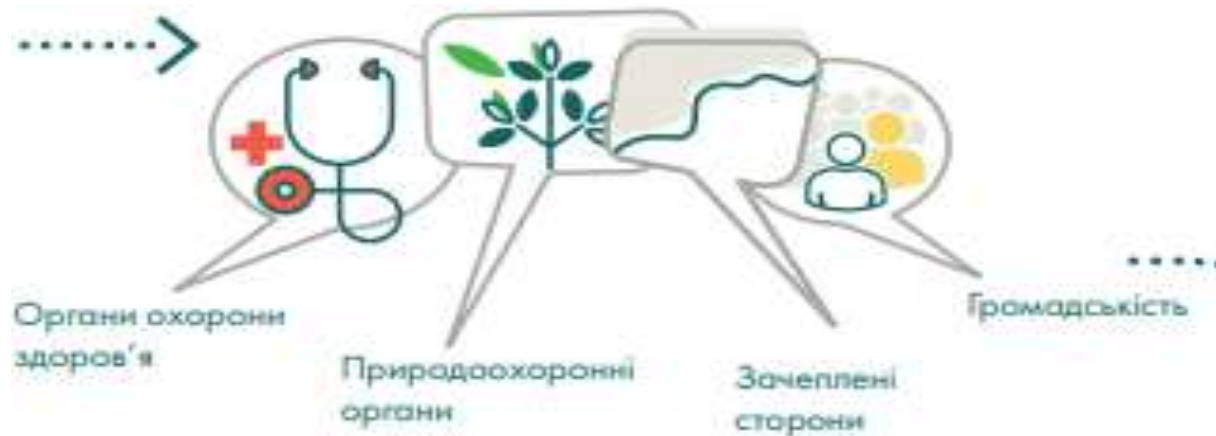 Органи охорони
здоров'я
Природоохоронні
органи
Зачеплені
сторони
Громадськість